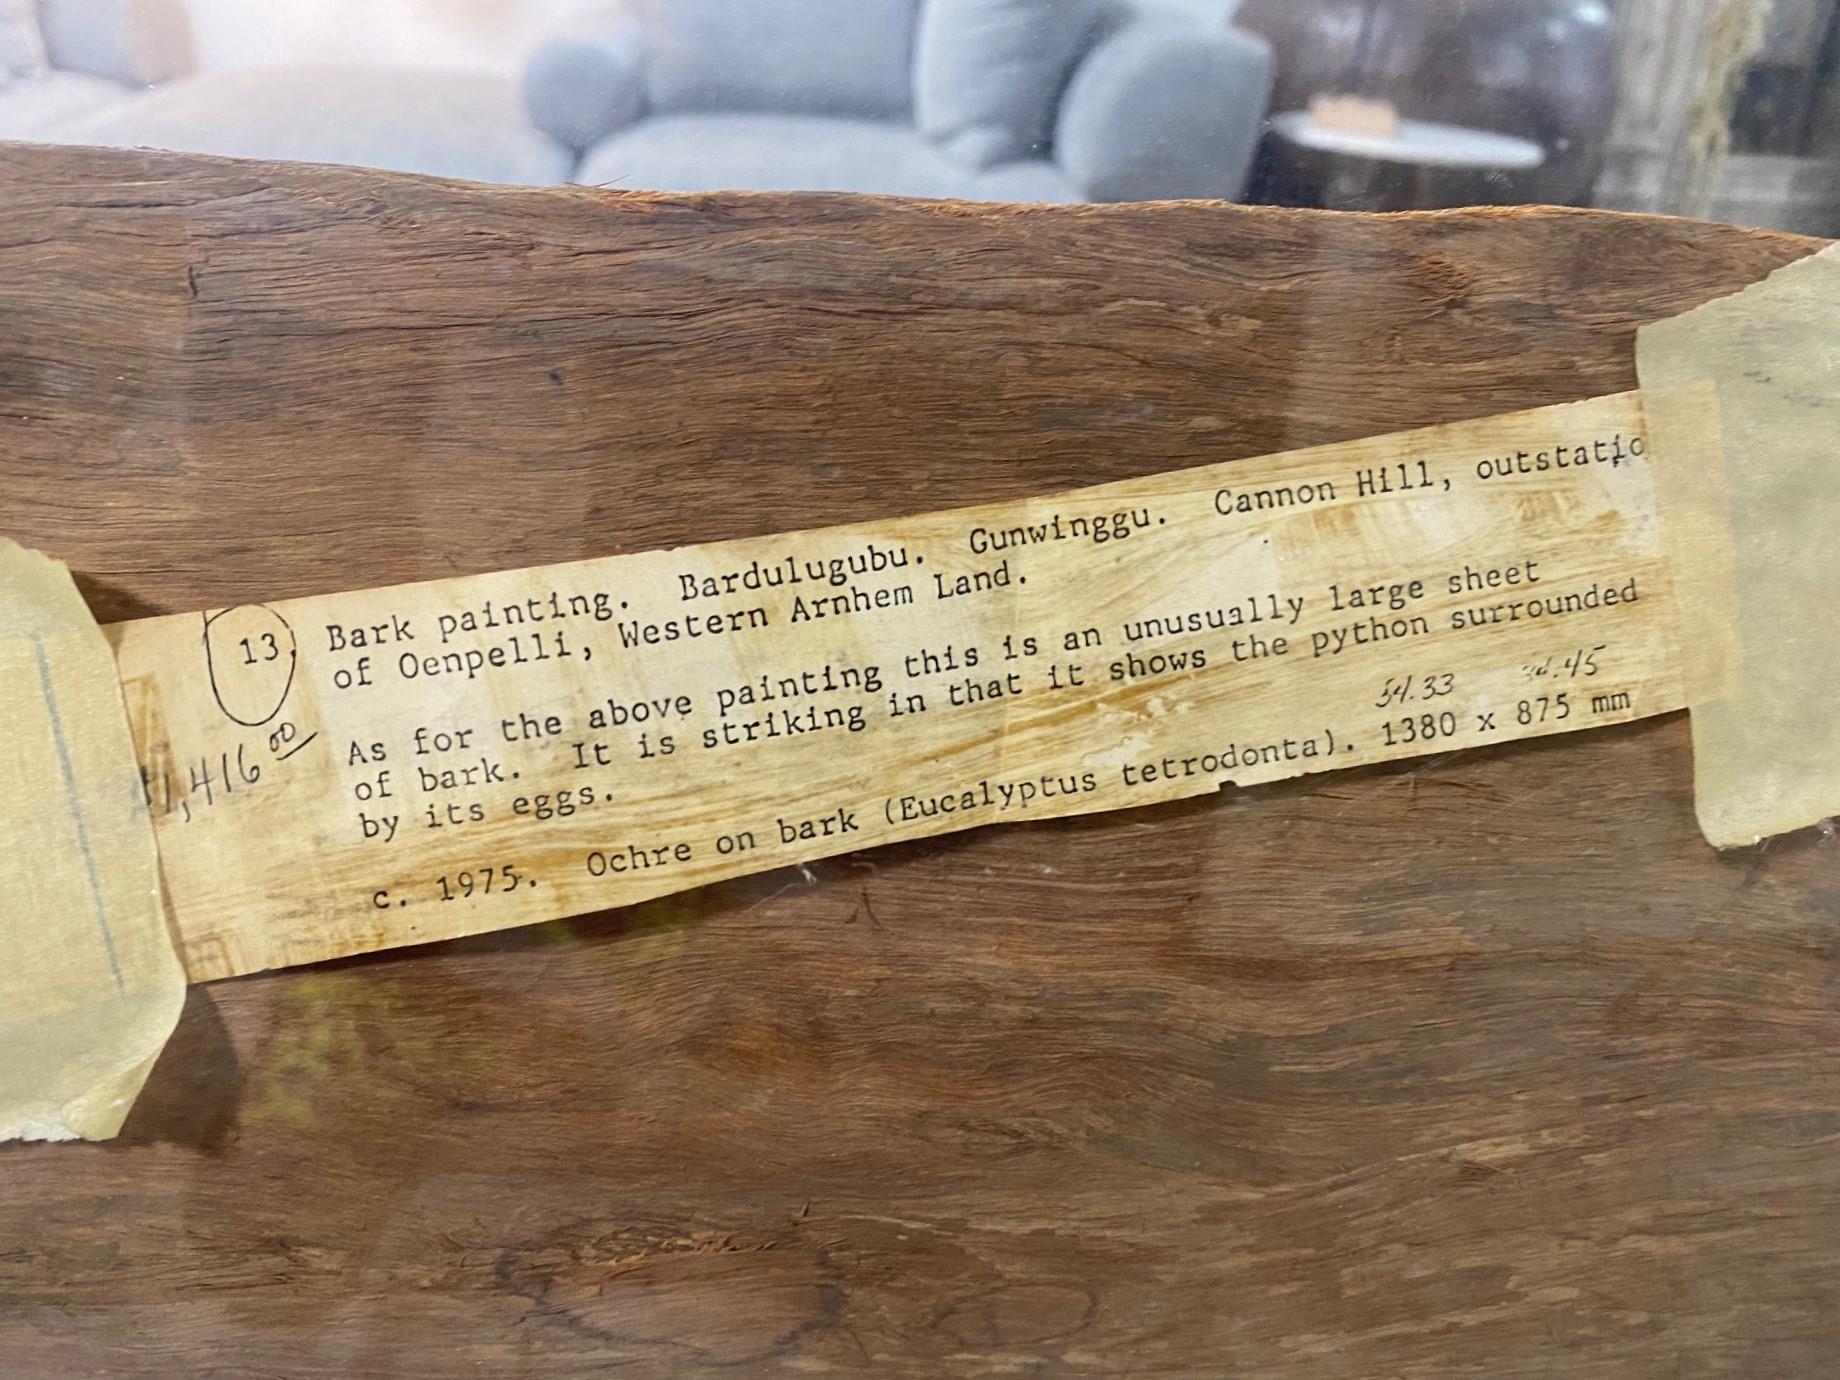 13. Bark painting. Bardulugubu. Gunwinggu. Cannon Hill, outstatio
of Oenpelli, Western Arnhem Land.
As for the above painting this is an unusually large sheet
of bark. It is striking in that it shows the python surrounded
by its eggs.
1,416 00
54.33
c. 1975. Ochre on bark (Eucalyptus tetrodonta). 1380 x 875 mm